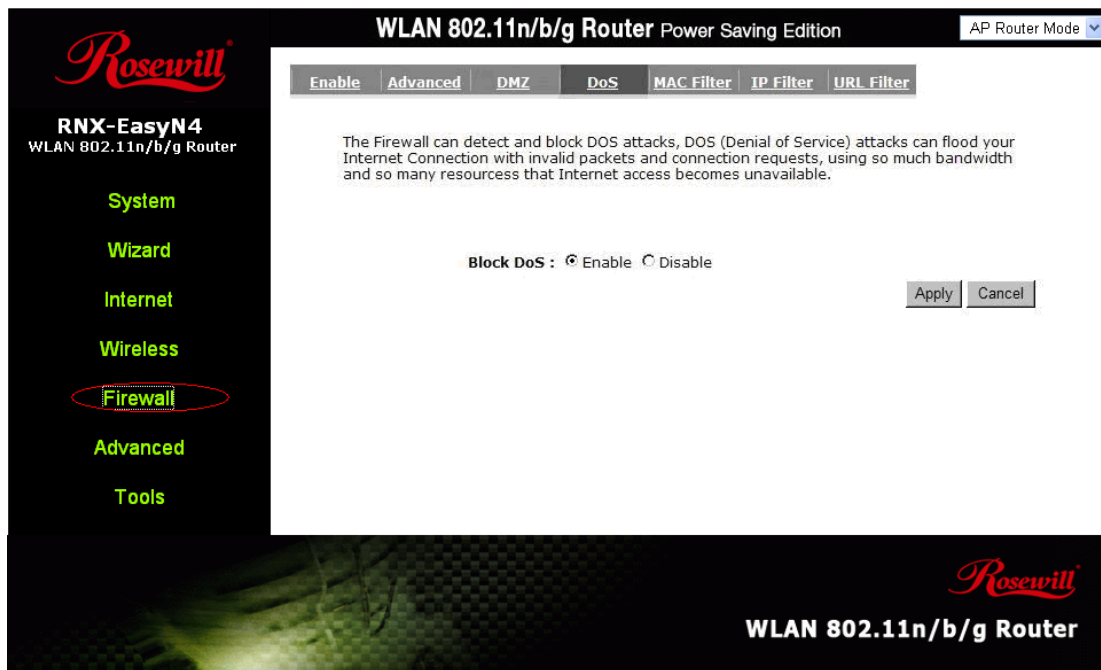 WLAN 802.11n/b/g Router Power Saving Edition
AP Router Mode
Rosewill
RNX-EasyN4
WLAN 802.11n/b/g Router
Enable Advanced DMZ DoS MAC Filter IP Filter URL Filter
The Firewall can detect and block DOS attacks, DOS (Denial of Service) attacks can flood your
Internet Connection with invalid packets and connection requests, using so much bandwidth
and so many resourcess that Internet access becomes unavailable.
Block DoS : Enable Disable
Apply Cancel
System
Wizard
Internet
Wireless
Firewall
Advanced
Tools
Rosewill
WLAN 802.11n/b/g Router